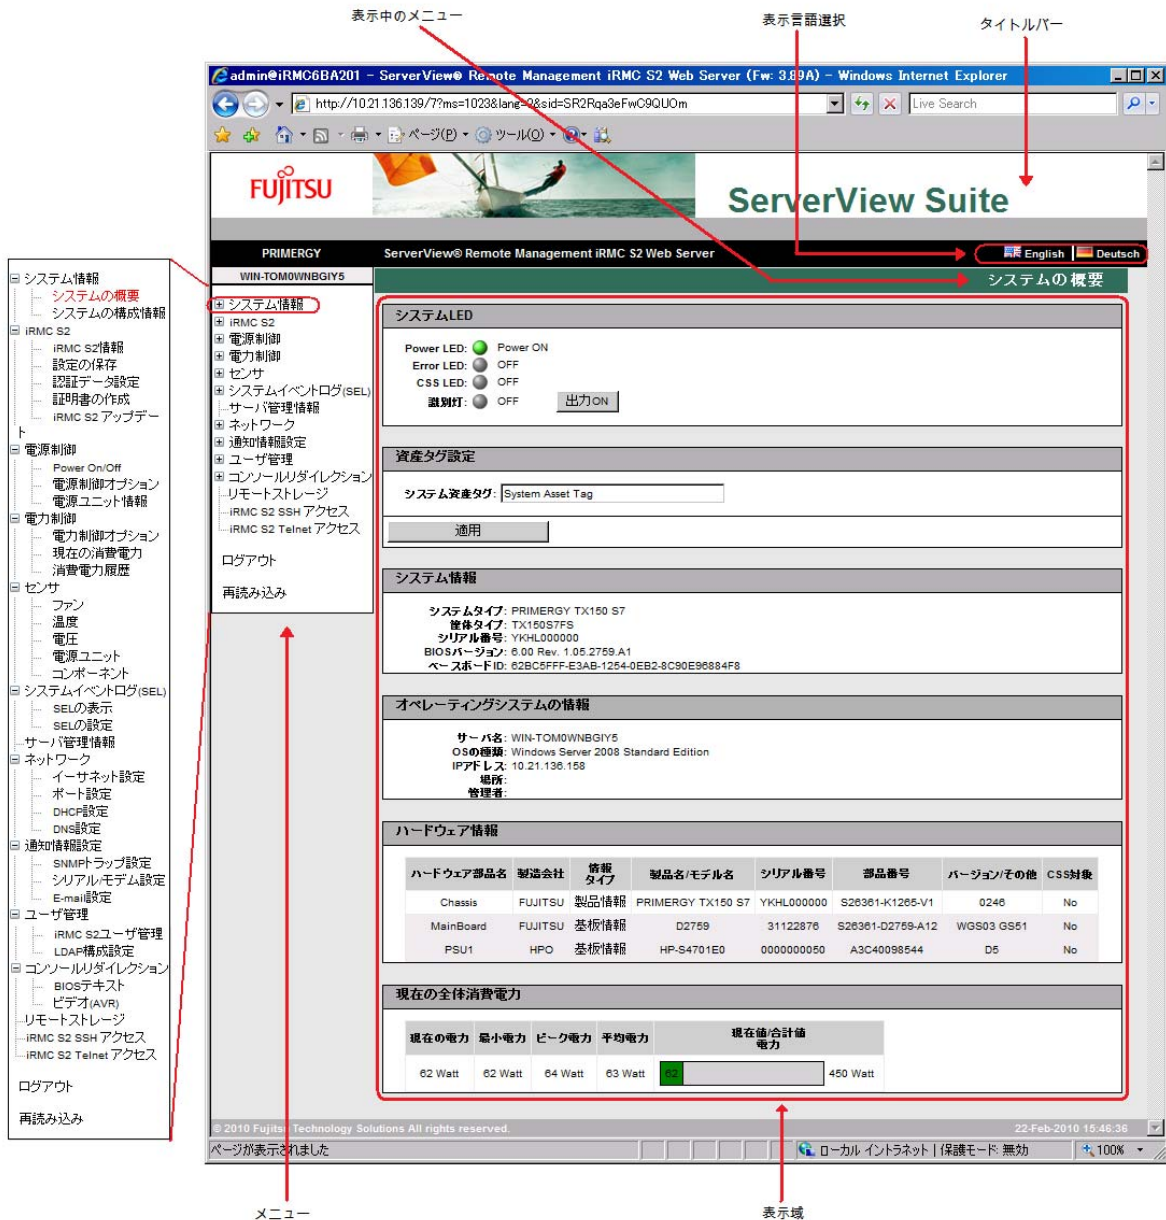 表示中のメニュー
表示言語選択
タイトルバー
admin@iRMC6BA201 - ServerView® Remote Management iRMC S2 Web Server (Fw: 3.89A) - Windows Internet Explorer
http://10.21.136.139/7?ms=1023&lang=2&sid=SR2Rqa3eFwC9QUOm
Live Search
ページ(P)
ツール(O)
FUJITSU
ServerView Suite
PRIMERGY
ServerView® Remote Management iRMC S2 Web Server
English
Deutsch
WIN-TOM0WNBGIY5
システムの概要
システム情報
iRMC S2
電源制御
電力制御
センサ
システムイベントログ(SEL)
サーバ管理情報
ネットワーク
通知情報設定
ユーザ管理
コンソールリダイレクション
リモートストレージ
iRMC S2 SSH アクセス
iRMC S2 Telnet アクセス
ログアウト
再読み込み
システム情報
システムの概要
システムの構成情報
iRMC S2
iRMC S2情報
設定の保存
認証データ設定
証明書の作成
iRMC S2 アップデー
ト
電源制御
Power On/Off
電源制御オプション
電源ユニット情報
電力制御
電力制御オプション
現在の消費電力
消費電力履歴
センサ
ファン
温度
電圧
電源ユニット
コンポーネント
システムイベントログ(SEL)
SELの表示
SELの設定
サーバ管理情報
ネットワーク
イーサネット設定
ポート設定
DHCP設定
DNS設定
通知情報設定
SNMPトラップ設定
シリアル/モデム設定
E-mail設定
ユーザ管理
iRMC S2ユーザ管理
LDAP構成設定
コンソールリダイレクション
BIOSテキスト
ビデオ(AVR)
リモートストレージ
iRMC S2 SSH アクセス
iRMC S2 Telnet アクセス
ログアウト
再読み込み
システムLED
Power LED: Power ON
Error LED: OFF
CSS LED: OFF
識別灯: OFF 出力ON
資産タグ設定
システム資産タグ: System Asset Tag
適用
システム情報
システムタイプ: PRIMERGY TX150 S7
筐体タイプ: TX150S7FS
シリアル番号: YKHL000000
BIOSバージョン: 6.00 Rev. 1.05.2759.A1
ベースボードID: 62BC5FFF-E3AB-1254-0EB2-8C90E96884F8
オペレーティングシステムの情報
サーバ名: WIN-TOM0WNBGIY5
OSの種類: Windows Server 2008 Standard Edition
IPアドレス: 10.21.136.158
場所:
管理者:
ハードウェア情報
ハードウェア部品名 製造会社 情報タイプ 製品名/モデル名 シリアル番号 部品番号 バージョン/その他 CSS対象
Chassis FUJITSU 製品情報 PRIMERGY TX150 S7 YKHL000000 S26361-K1265-V1 0246 No
MainBoard FUJITSU 基板情報 D2759 31122876 S26361-D2759-A12 WGS03 GS51 No
PSU1 HPO 基板情報 HP-S4701E0 0000000050 A3C40098544 D5 No
現在の全体消費電力
現在の電力 最小電力 ピーク電力 平均電力 現在値/合計値 電力
62 Watt 62 Watt 64 Watt 63 Watt 62 450 Watt
© 2010 Fujitsu Technology Solutions All rights reserved.
22-Feb-2010 15:46:36
ページが表示されました
ローカル イントラネット | 保護モード: 無効
100%
メニュー
表示域